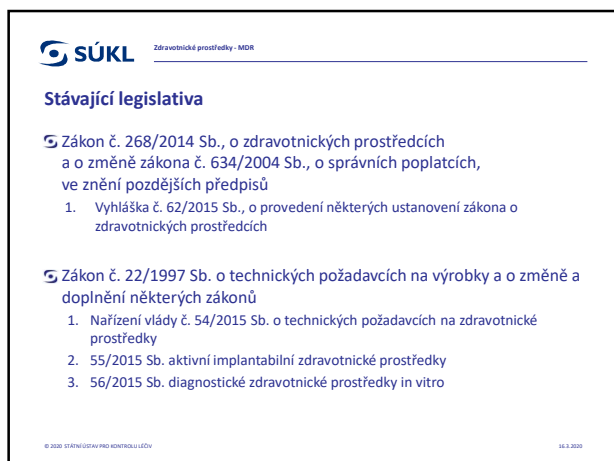 SÚKL
Zdravotnické prostředky - MDR
Stávající legislativa
Zákon č. 268/2014 Sb., o zdravotnických prostředcích
a o změně zákona č. 634/2004 Sb., o správních poplatcích,
ve znění pozdějších předpisů
1. Vyhláška č. 62/2015 Sb., o provedení některých ustanovení zákona o
zdravotnických prostředcích
Zákon č. 22/1997 Sb. o technických požadavcích na výrobky a o změně a
doplnění některých zákonů
1. Nařízení vlády č. 54/2015 Sb. o technických požadavcích na zdravotnické
prostředky
2. 55/2015 Sb. aktivní implantabilní zdravotnické prostředky
3. 56/2015 Sb. diagnostické zdravotnické prostředky in vitro
© 2020 STÁTNÍ ÚSTAV PRO KONTROLU LÉČIV
16.3.2020